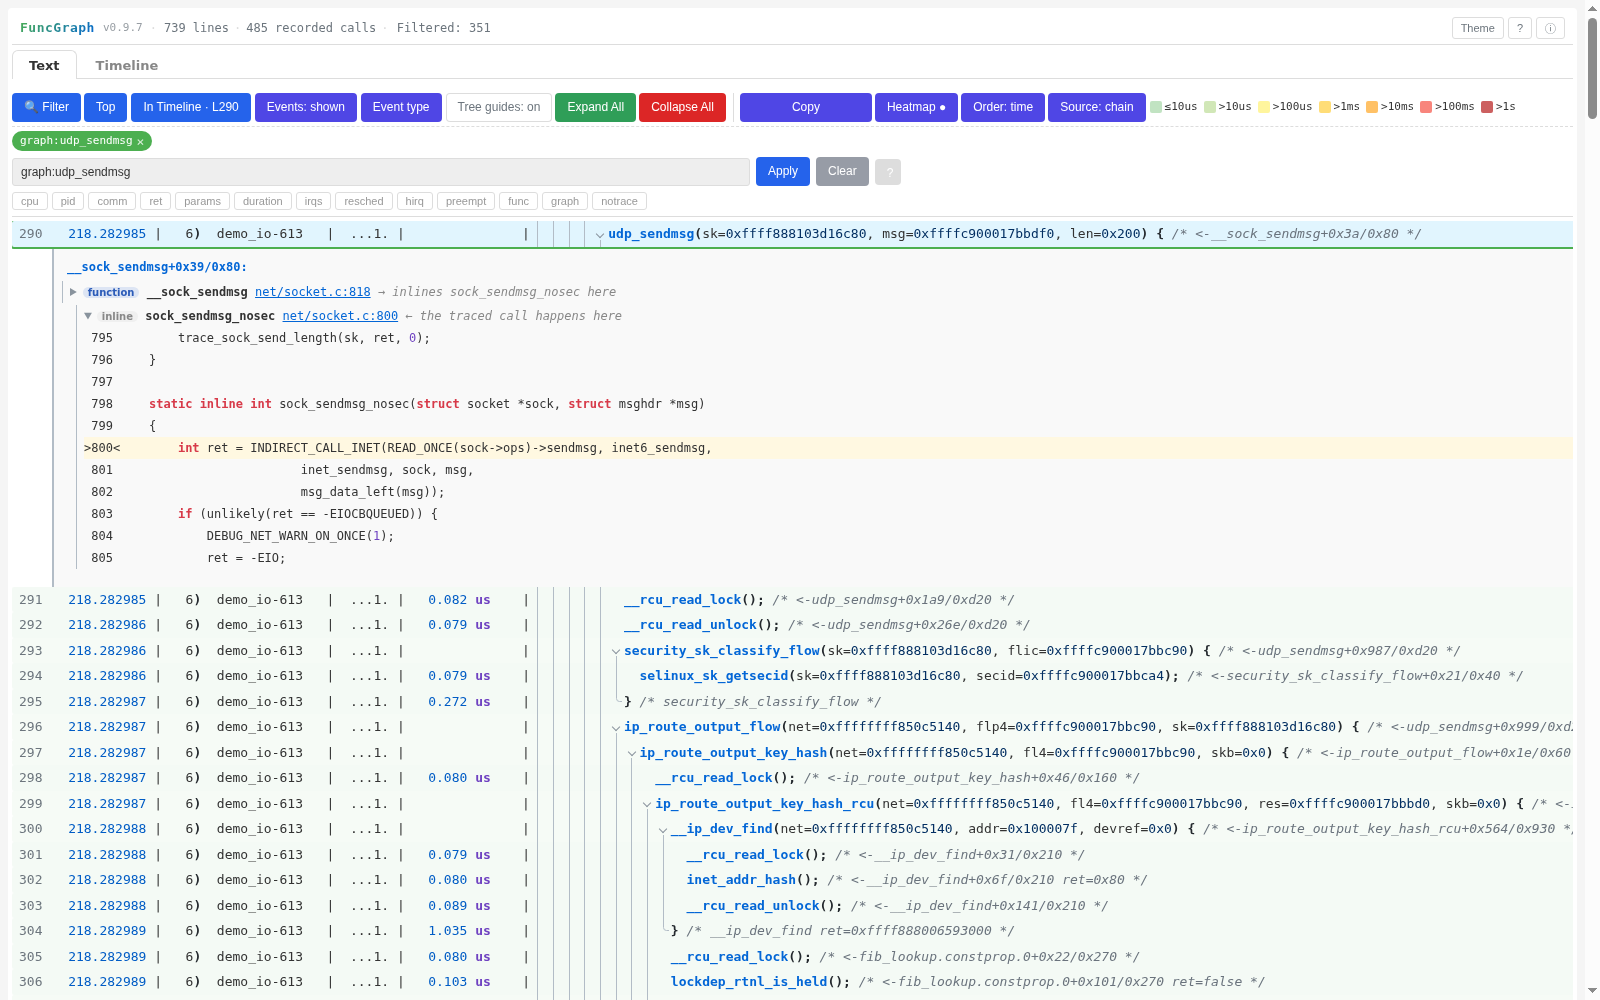 FuncGraph v0.9.7 · 739 lines · 485 recorded calls · Filtered: 351 Theme ? ⓘ
Text Timeline
🔍 Filter Top In Timeline · L290 Events: shown Event type Tree guides: on Expand All Collapse All Copy Heatmap ● Order: time Source: chain ≤10us >10us >100us >1ms >10ms >100ms >1s
graph:udp_sendmsg ×
graph:udp_sendmsg Apply Clear ?
cpu pid comm ret params duration irqs resched hirq preempt func graph notrace
290 218.282985 | 6) demo_io-613 | ...1. | | udp_sendmsg(sk=0xffff888103d16c80, msg=0xffffc900017bbdf0, len=0x200) { /* <-__sock_sendmsg+0x3a/0x80 */
__sock_sendmsg+0x39/0x80:
▶ function __sock_sendmsg net/socket.c:818 → inlines sock_sendmsg_nosec here
▼ inline sock_sendmsg_nosec net/socket.c:800 ← the traced call happens here
795 trace_sock_send_length(sk, ret, 0);
796 }
797
798 static inline int sock_sendmsg_nosec(struct socket *sock, struct msghdr *msg)
799 {
>800< int ret = INDIRECT_CALL_INET(READ_ONCE(sock->ops)->sendmsg, inet6_sendmsg,
801 inet_sendmsg, sock, msg,
802 msg_data_left(msg));
803 if (unlikely(ret == -EIOCBQUEUED)) {
804 DEBUG_NET_WARN_ON_ONCE(1);
805 ret = -EIO;
291 218.282985 | 6) demo_io-613 | ...1. | 0.082 us | __rcu_read_lock(); /* <-udp_sendmsg+0x1a9/0xd20 */
292 218.282986 | 6) demo_io-613 | ...1. | 0.079 us | __rcu_read_unlock(); /* <-udp_sendmsg+0x26e/0xd20 */
293 218.282986 | 6) demo_io-613 | ...1. | | security_sk_classify_flow(sk=0xffff888103d16c80, flic=0xffffc900017bbc90) { /* <-udp_sendmsg+0x987/0xd20 */
294 218.282986 | 6) demo_io-613 | ...1. | 0.079 us | selinux_sk_getsecid(sk=0xffff888103d16c80, secid=0xffffc900017bbca4); /* <-security_sk_classify_flow+0x21/0x40 */
295 218.282987 | 6) demo_io-613 | ...1. | 0.272 us | } /* security_sk_classify_flow */
296 218.282987 | 6) demo_io-613 | ...1. | | ip_route_output_flow(net=0xffffffff850c5140, flp4=0xffffc900017bbc90, sk=0xffff888103d16c80) { /* <-udp_sendmsg+0x999/0xd
297 218.282987 | 6) demo_io-613 | ...1. | | ip_route_output_key_hash(net=0xffffffff850c5140, fl4=0xffffc900017bbc90, skb=0x0) { /* <-ip_route_output_flow+0x1e/0x60
298 218.282987 | 6) demo_io-613 | ...1. | 0.080 us | __rcu_read_lock(); /* <-ip_route_output_key_hash+0x46/0x160 */
299 218.282987 | 6) demo_io-613 | ...1. | | ip_route_output_key_hash_rcu(net=0xffffffff850c5140, fl4=0xffffc900017bbc90, res=0xffffc900017bbbd0, skb=0x0) { /* <-
300 218.282988 | 6) demo_io-613 | ...1. | | __ip_dev_find(net=0xffffffff850c5140, addr=0x100007f, devref=0x0) { /* <-ip_route_output_key_hash_rcu+0x564/0x930 */
301 218.282988 | 6) demo_io-613 | ...1. | 0.079 us | __rcu_read_lock(); /* <-__ip_dev_find+0x31/0x210 */
302 218.282988 | 6) demo_io-613 | ...1. | 0.080 us | inet_addr_hash(); /* <-__ip_dev_find+0x6f/0x210 ret=0x80 */
303 218.282988 | 6) demo_io-613 | ...1. | 0.089 us | __rcu_read_unlock(); /* <-__ip_dev_find+0x141/0x210 */
304 218.282989 | 6) demo_io-613 | ...1. | 1.035 us | } /* __ip_dev_find ret=0xffff888006593000 */
305 218.282989 | 6) demo_io-613 | ...1. | 0.080 us | __rcu_read_lock(); /* <-fib_lookup.constprop.0+0x22/0x270 */
306 218.282989 | 6) demo_io-613 | ...1. | 0.103 us | lockdep_rtnl_is_held(); /* <-fib_lookup.constprop.0+0x101/0x270 ret=false */